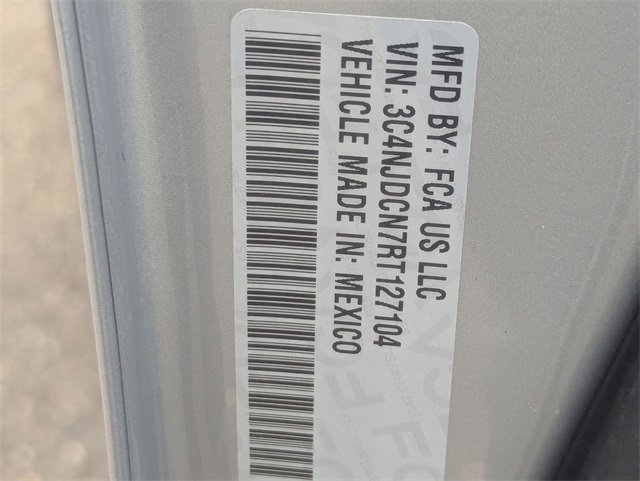 MFD BY: FCA US LLC
VIN: 3C4NJDCN7RT127104
VEHICLE MADE IN: MEXICO